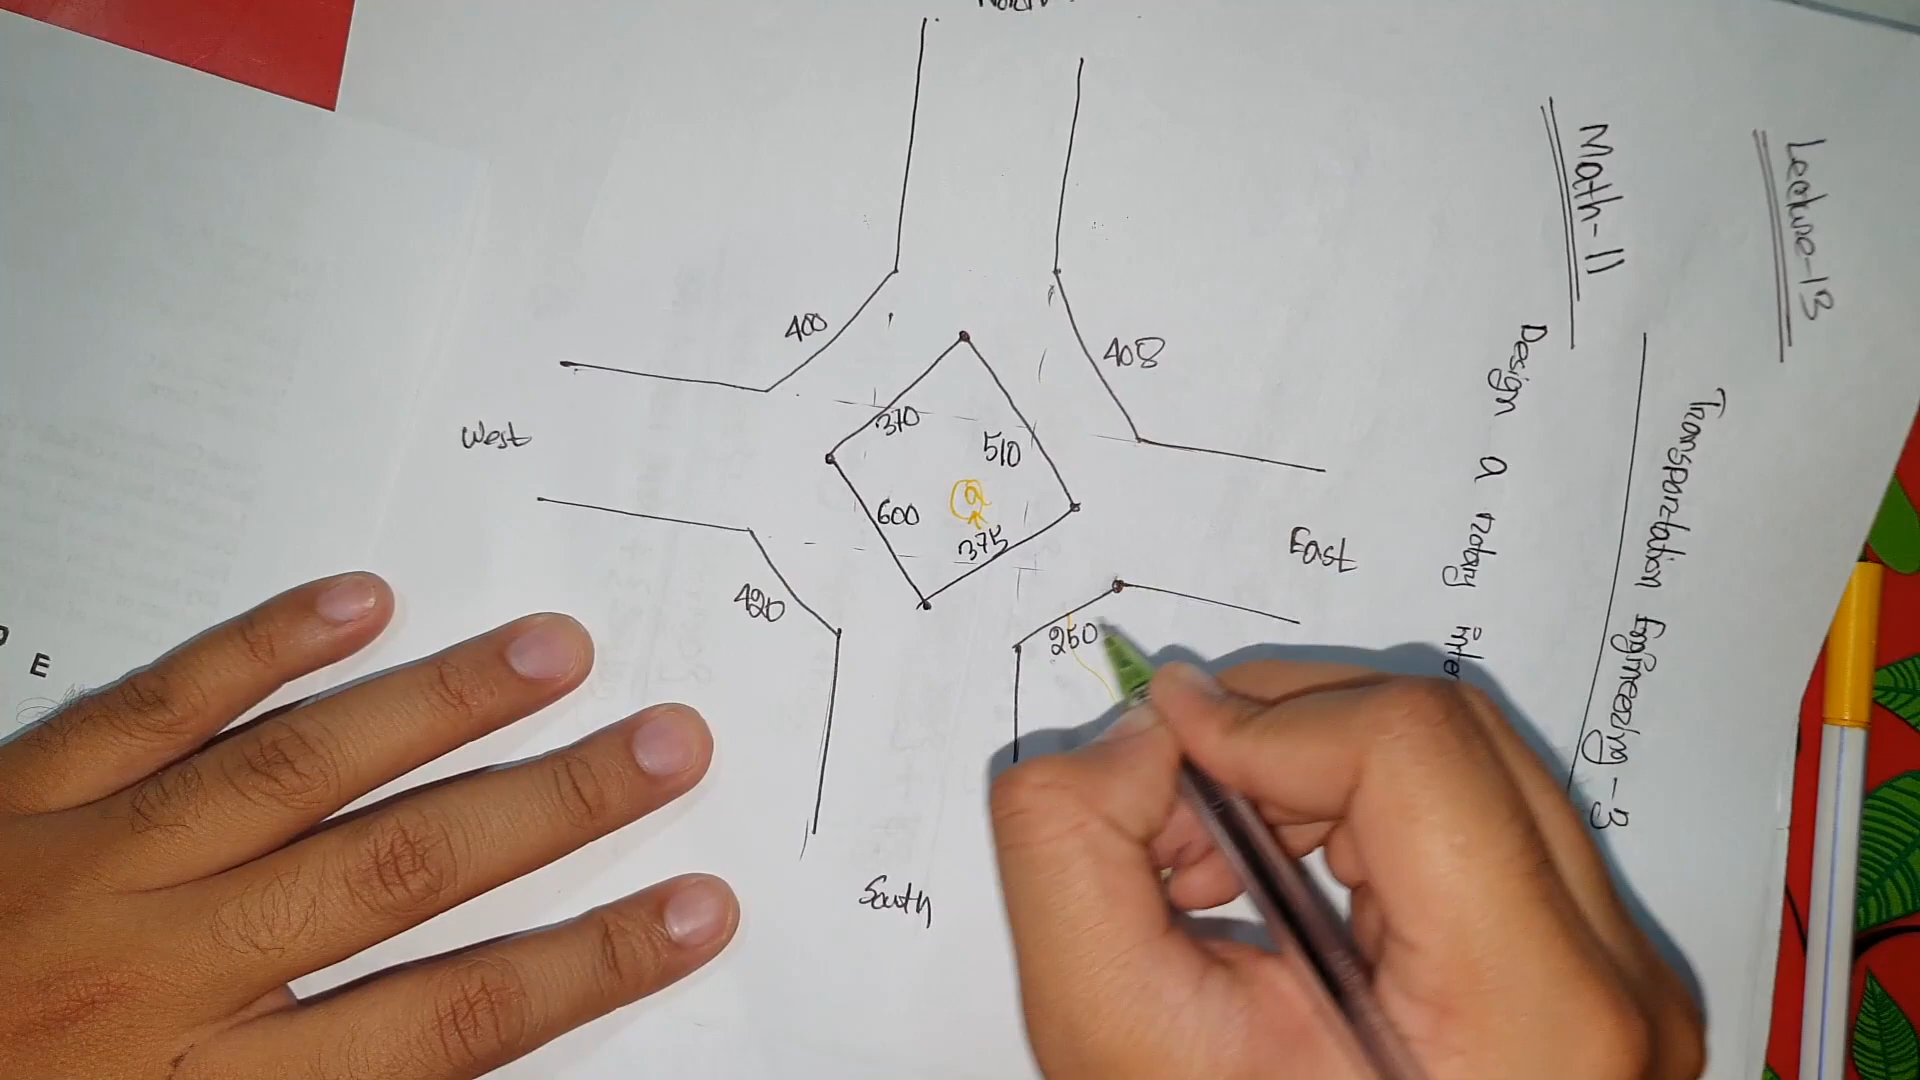 Lecture-13
Transportation Engineering-3
Math-11
Design a rotary inte
400
408
370
510
West
600
a
375
East
420
250
South
E